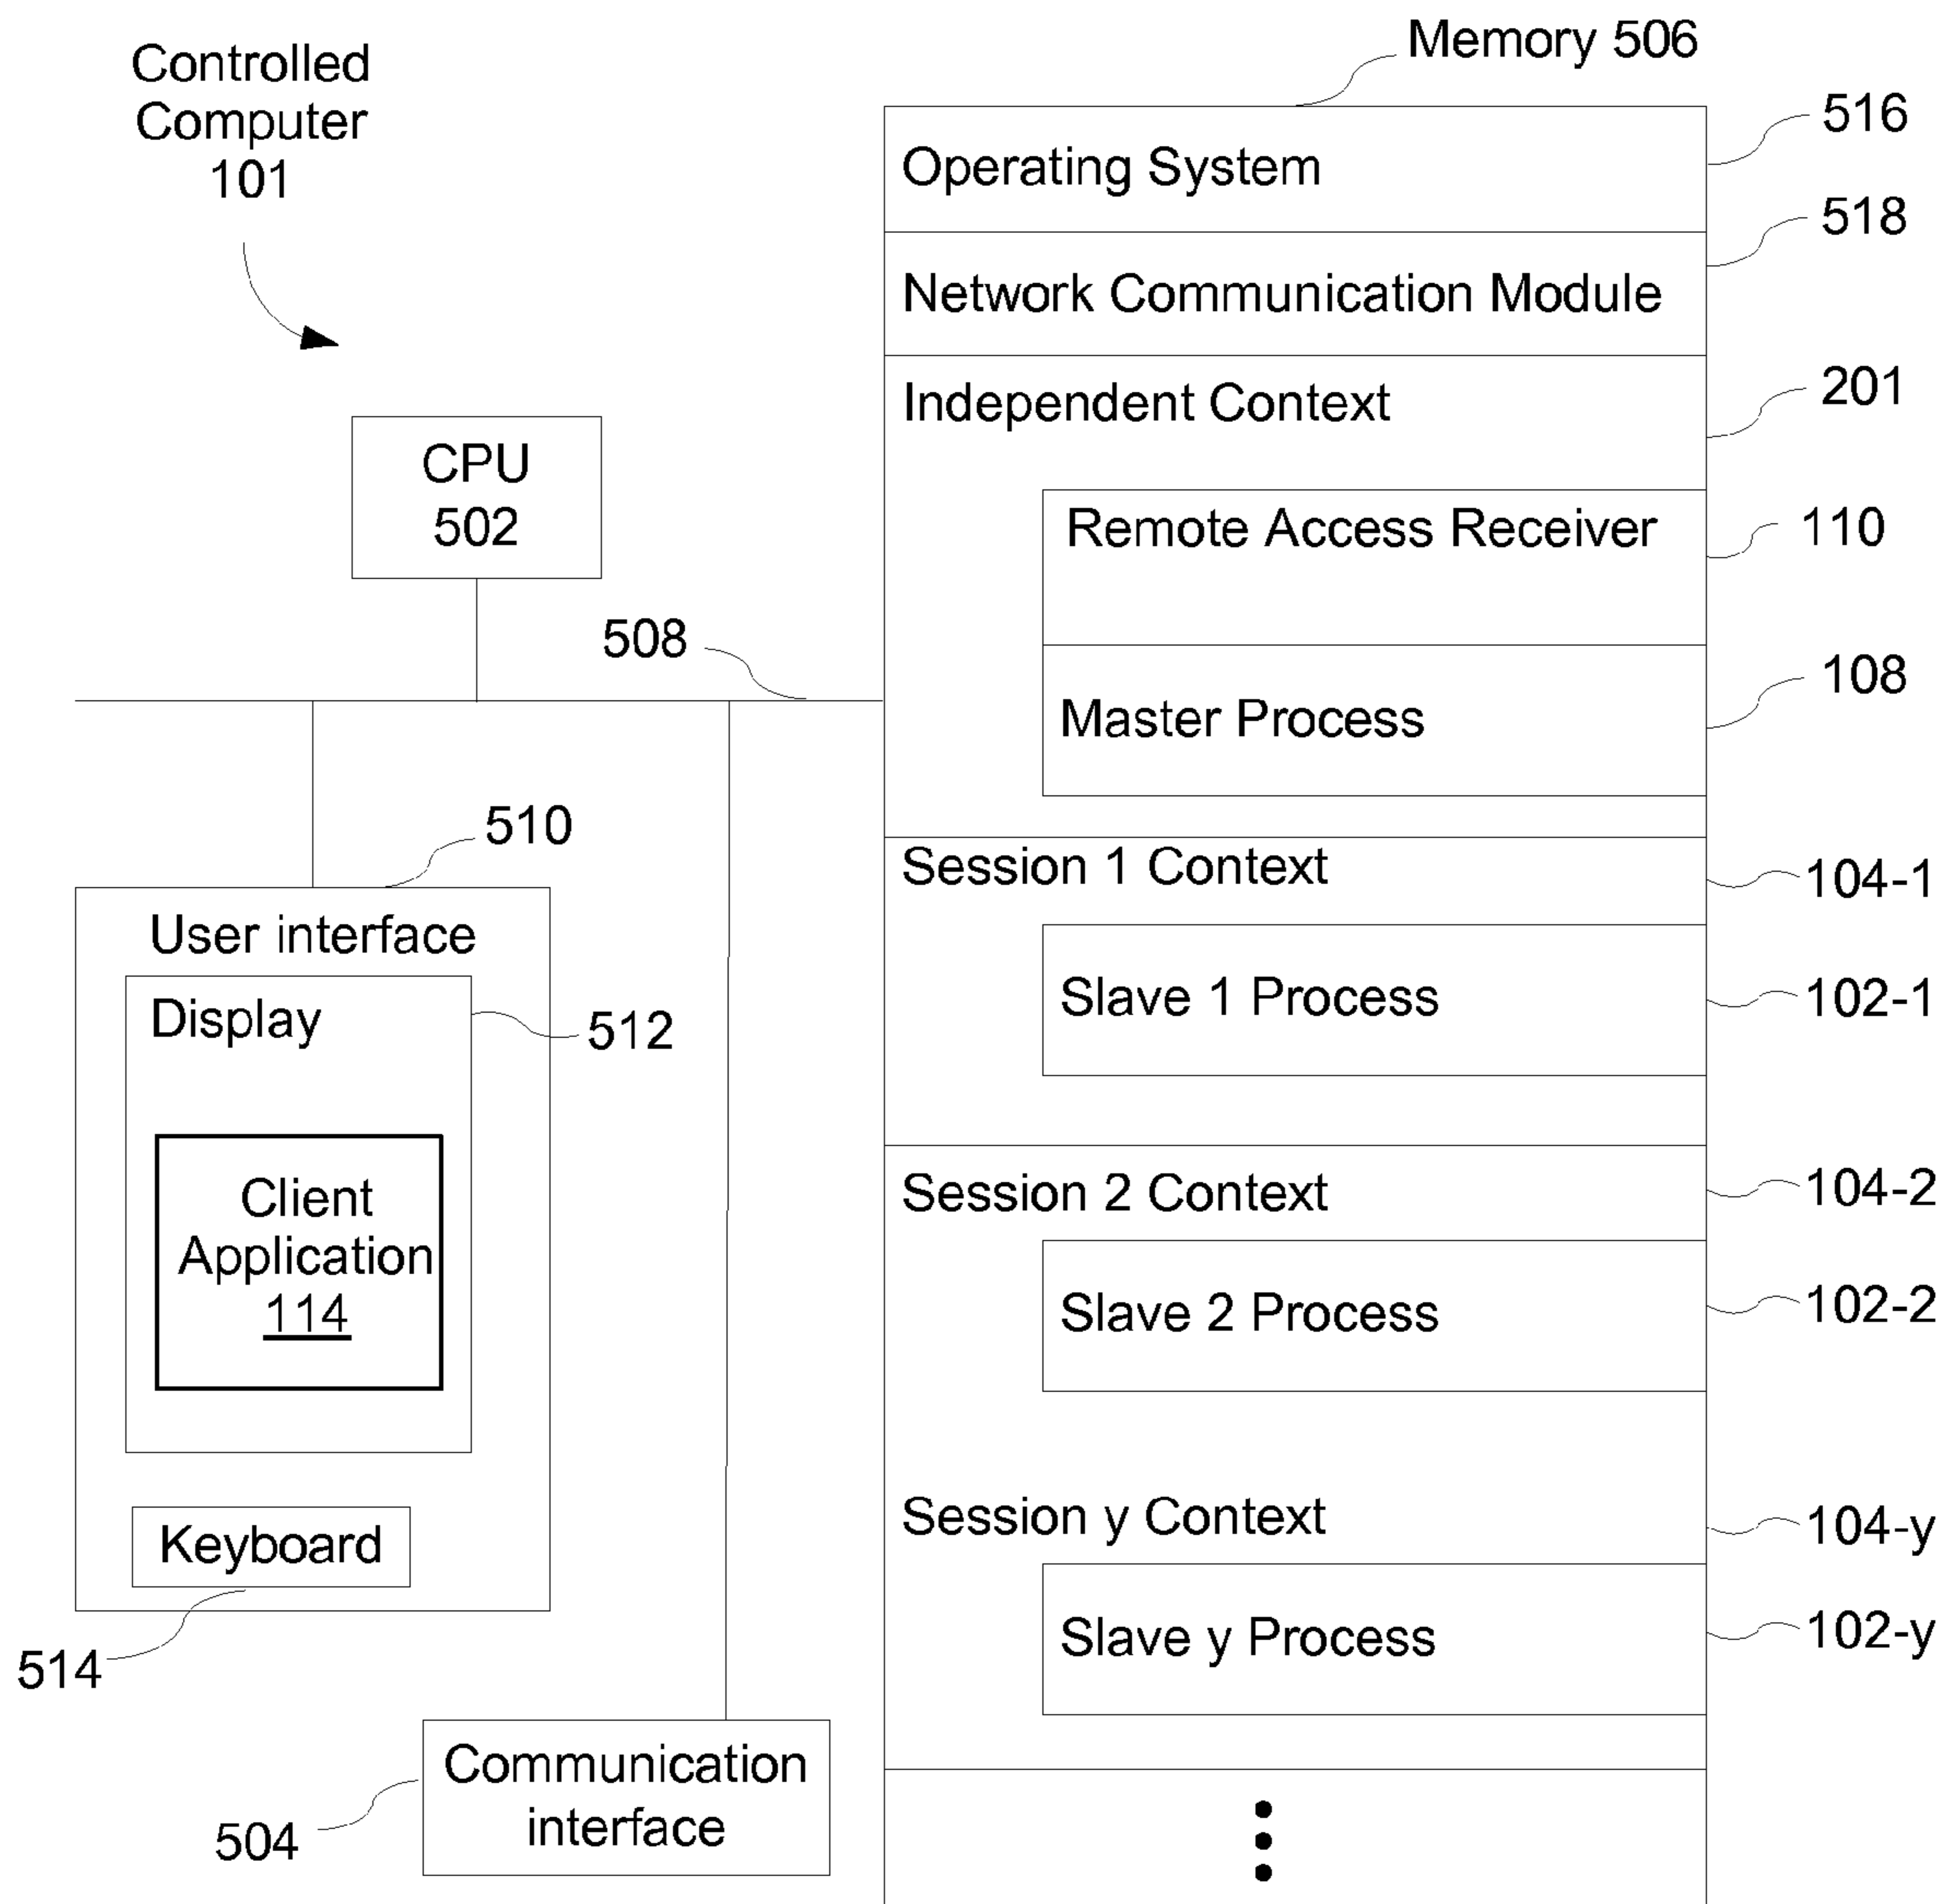 Controlled
Computer
101
CPU
502
508
510
User interface
Display
512
Client
Application
114
Keyboard
514
Communication
interface
504
Memory 506
Operating System
516
Network Communication Module
518
Independent Context
201
Remote Access Receiver
110
Master Process
108
Session 1 Context
104-1
Slave 1 Process
102-1
Session 2 Context
104-2
Slave 2 Process
102-2
Session y Context
104-y
Slave y Process
102-y